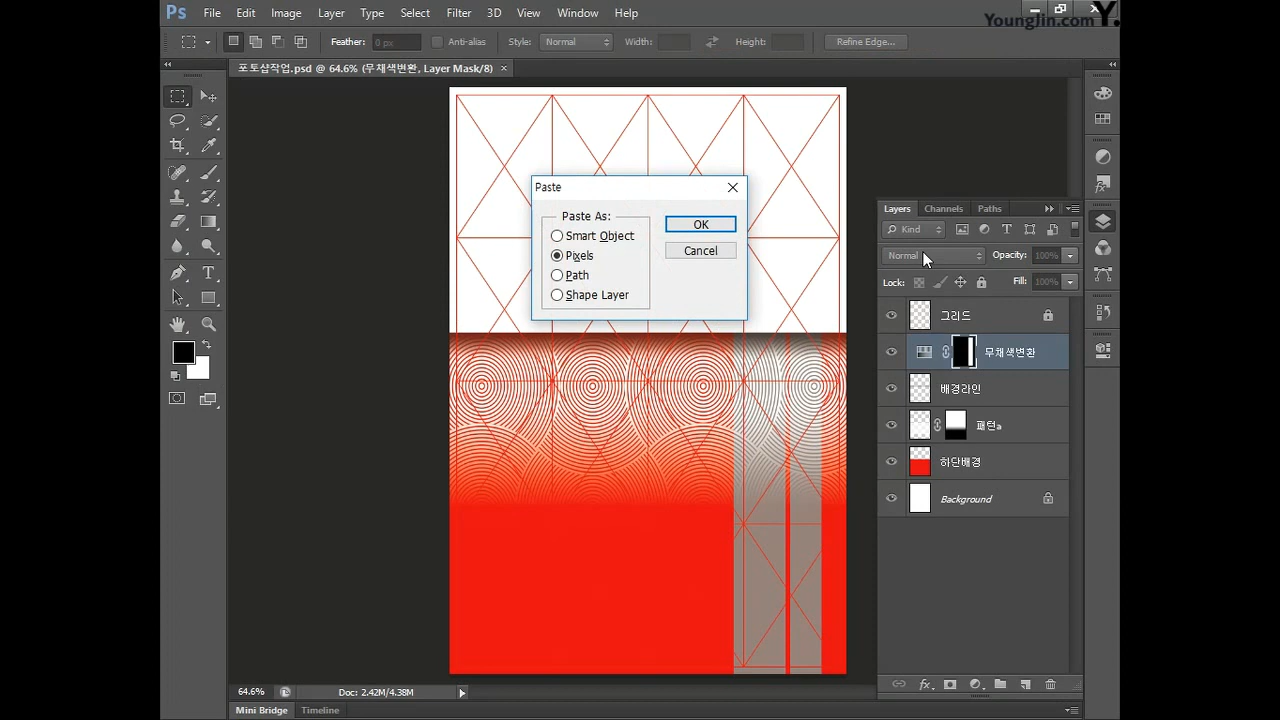 Ps File Edit Image Layer Type Select Filter 3D View Window Help
YoungJin.com Y.
Feather: 0 px Anti-alias Style: Normal Width: Height: Refine Edge...
포토샵작업.psd @ 64.6% (무채색변환, Layer Mask/8) ×
Paste
Paste As:
Smart Object
Pixels
Path
Shape Layer
OK
Cancel
Layers Channels Paths
Kind
Normal Opacity: 100%
Lock: Fill: 100%
그리드
무채색변환
배경라인
패턴a
하단배경
Background
64.6% Doc: 2.42M/4.38M
Mini Bridge Timeline